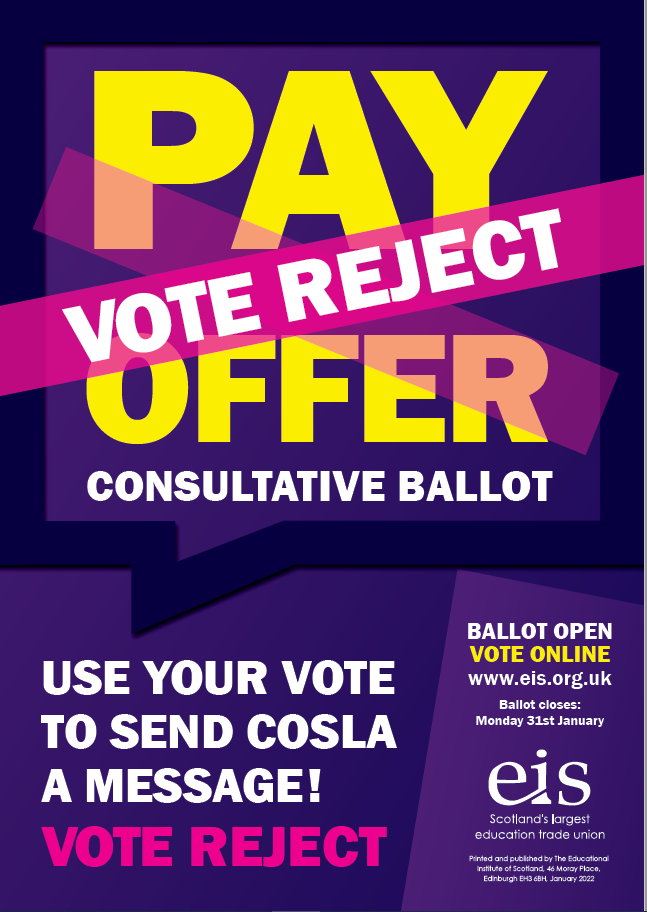 PAY
VOTE REJECT
OFFER
CONSULTATIVE BALLOT
USE YOUR VOTE
TO SEND COSLA
A MESSAGE!
VOTE REJECT
BALLOT OPEN
VOTE ONLINE
www.eis.org.uk
Ballot closes:
Monday 31st January
eis
Scotland's largest
education trade union
Printed and published by The Educational
Institute of Scotland, 46 Moray Place,
Edinburgh EH3 6BH, January 2022